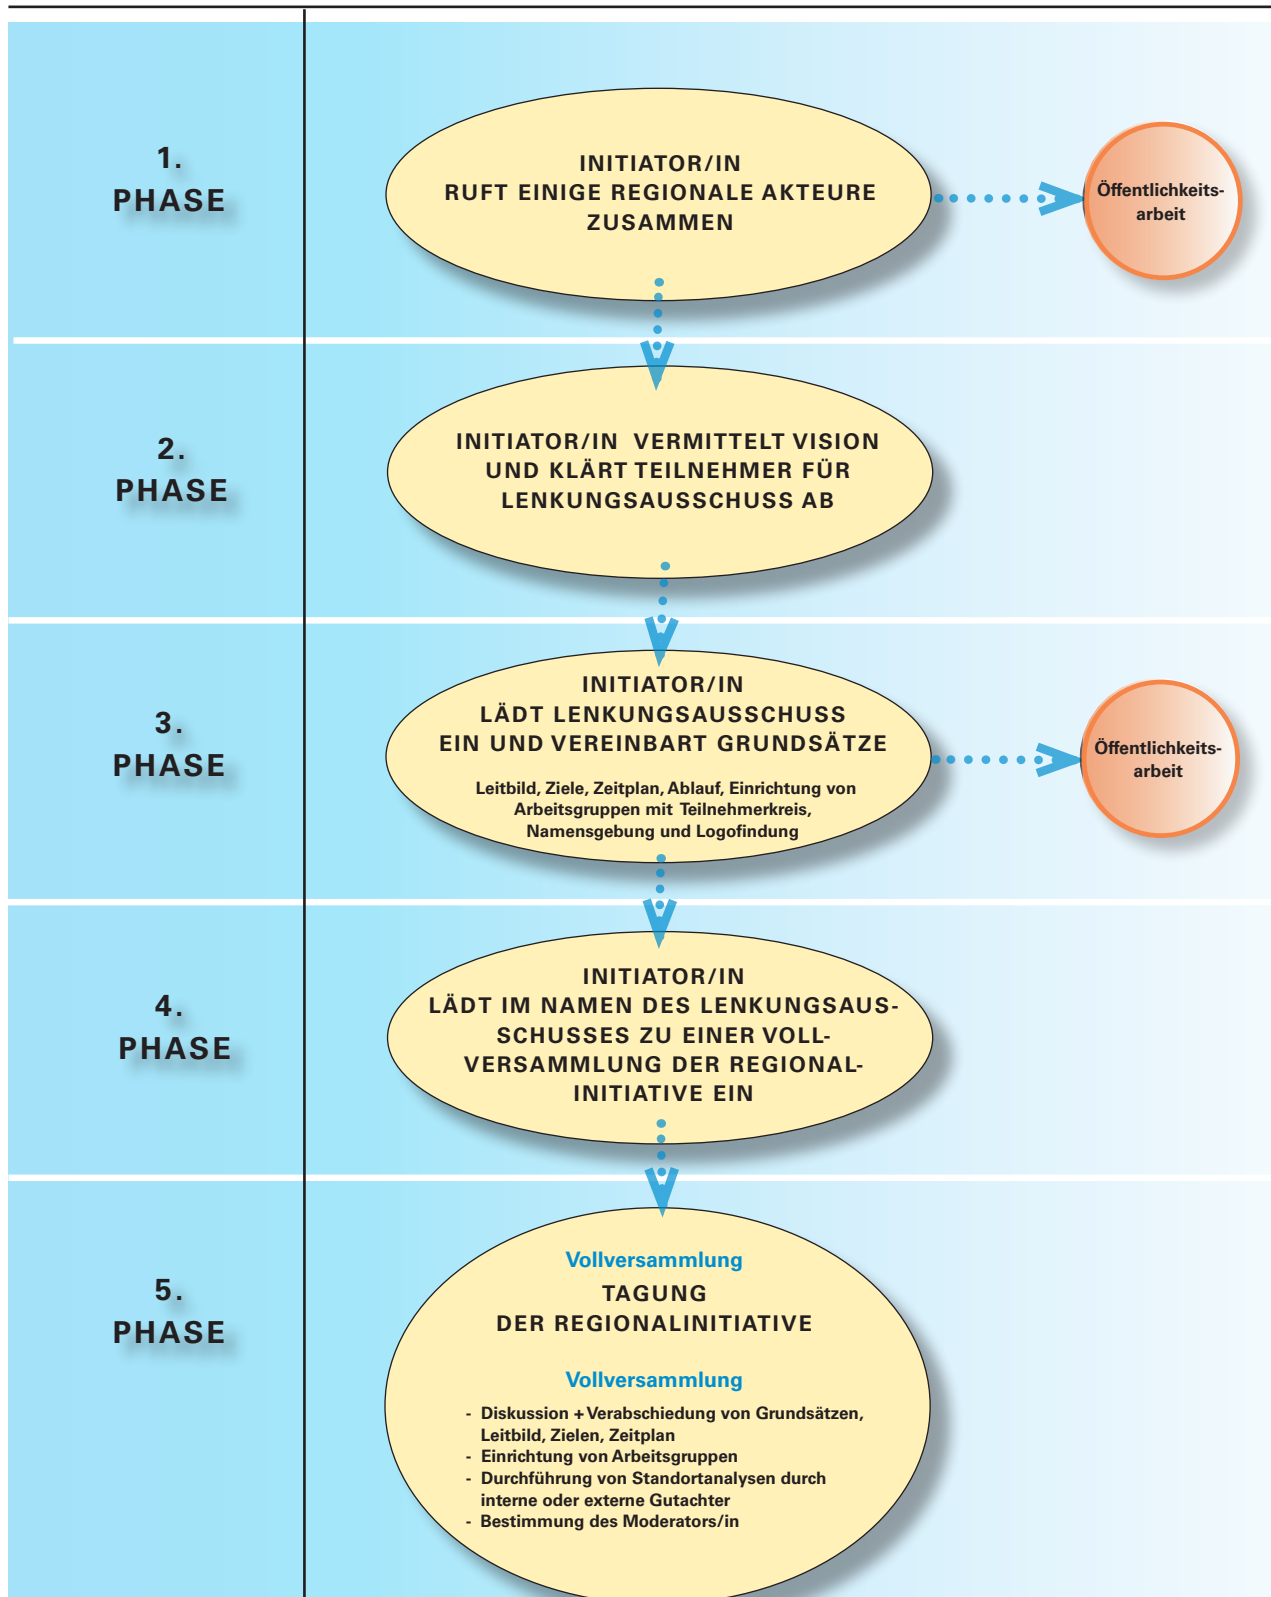 1.
PHASE
INITIATOR/IN
RUFT EINIGE REGIONALE AKTEURE
ZUSAMMEN
Öffentlichkeits-
arbeit
2.
PHASE
INITIATOR/IN VERMITTELT VISION
UND KLÄRT TEILNEHMER FÜR
LENKUNGSAUSSCHUSS AB
3.
PHASE
INITIATOR/IN
LÄDT LENKUNGSAUSSCHUSS
EIN UND VEREINBART GRUNDSÄTZE
Leitbild, Ziele, Zeitplan, Ablauf, Einrichtung von
Arbeitsgruppen mit Teilnehmerkreis,
Namensgebung und Logofindung
Öffentlichkeits-
arbeit
4.
PHASE
INITIATOR/IN
LÄDT IM NAMEN DES LENKUNGSAUS-
SCHUSSES ZU EINER VOLL-
VERSAMMLUNG DER REGIONAL-
INITIATIVE EIN
5.
PHASE
Vollversammlung
TAGUNG
DER REGIONALINITIATIVE
Vollversammlung
- Diskussion + Verabschiedung von Grundsätzen,
Leitbild, Zielen, Zeitplan
- Einrichtung von Arbeitsgruppen
- Durchführung von Standortanalysen durch
interne oder externe Gutachter
- Bestimmung des Moderators/in